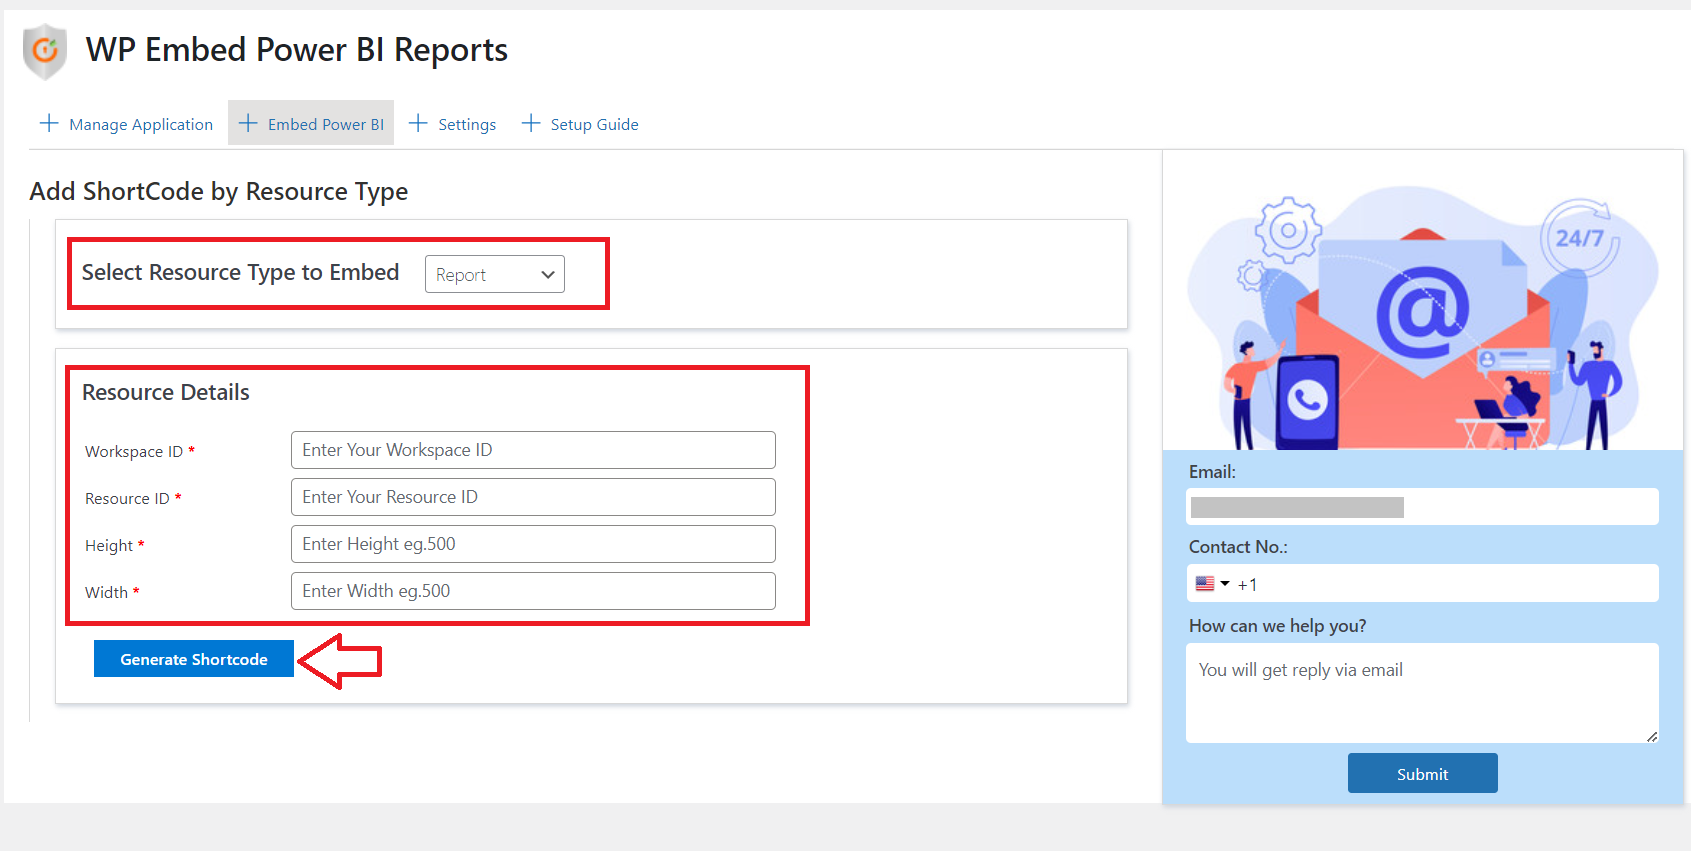 WP Embed Power BI Reports
Manage Application
Embed Power BI
Settings
Setup Guide
Add ShortCode by Resource Type
Select Resource Type to Embed
Report
Resource Details
Workspace ID *
Enter Your Workspace ID
Resource ID *
Enter Your Resource ID
Height *
Enter Height eg.500
Width *
Enter Width eg.500
Generate Shortcode
24/7
@
Email:
Contact No.:
+1
How can we help you?
You will get reply via email
Submit